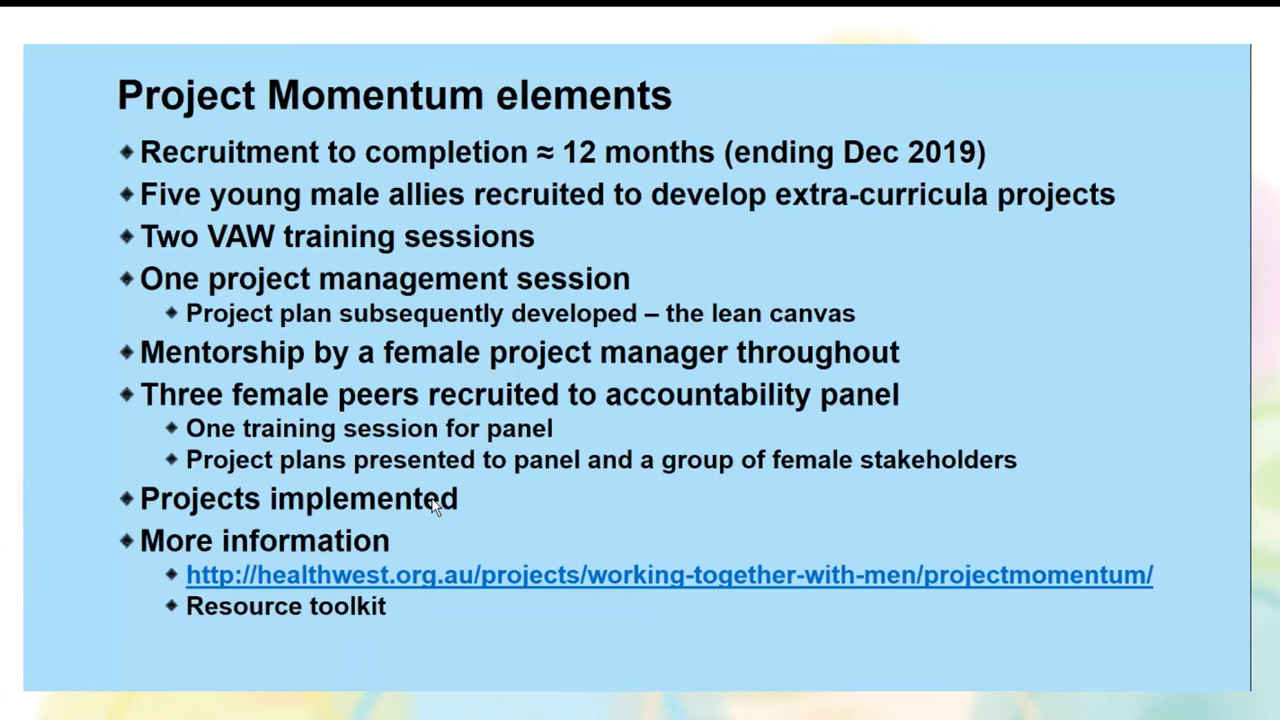 Project Momentum elements
Recruitment to completion ≈ 12 months (ending Dec 2019)
Five young male allies recruited to develop extra-curricula projects
Two VAW training sessions
One project management session
Project plan subsequently developed – the lean canvas
Mentorship by a female project manager throughout
Three female peers recruited to accountability panel
One training session for panel
Project plans presented to panel and a group of female stakeholders
Projects implemented
More information
http://healthwest.org.au/projects/working-together-with-men/projectmomentum/
Resource toolkit